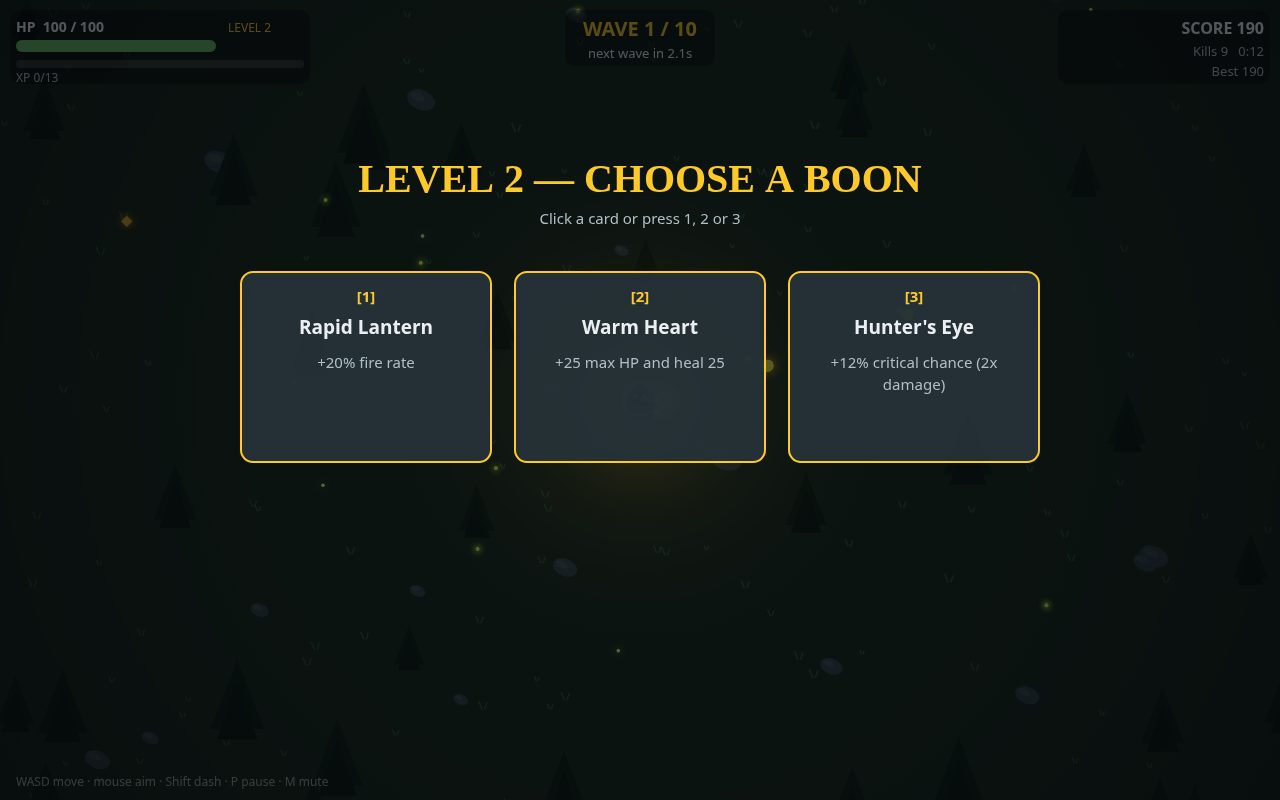 HP 100 / 100
LEVEL 2
XP 0/13
WAVE 1 / 10
next wave in 2.1s
SCORE 190
Kills 9 0:12
Best 190
LEVEL 2 — CHOOSE A BOON
Click a card or press 1, 2 or 3
[1]
Rapid Lantern
+20% fire rate
[2]
Warm Heart
+25 max HP and heal 25
[3]
Hunter's Eye
+12% critical chance (2x
damage)
WASD move · mouse aim · Shift dash · P pause · M mute